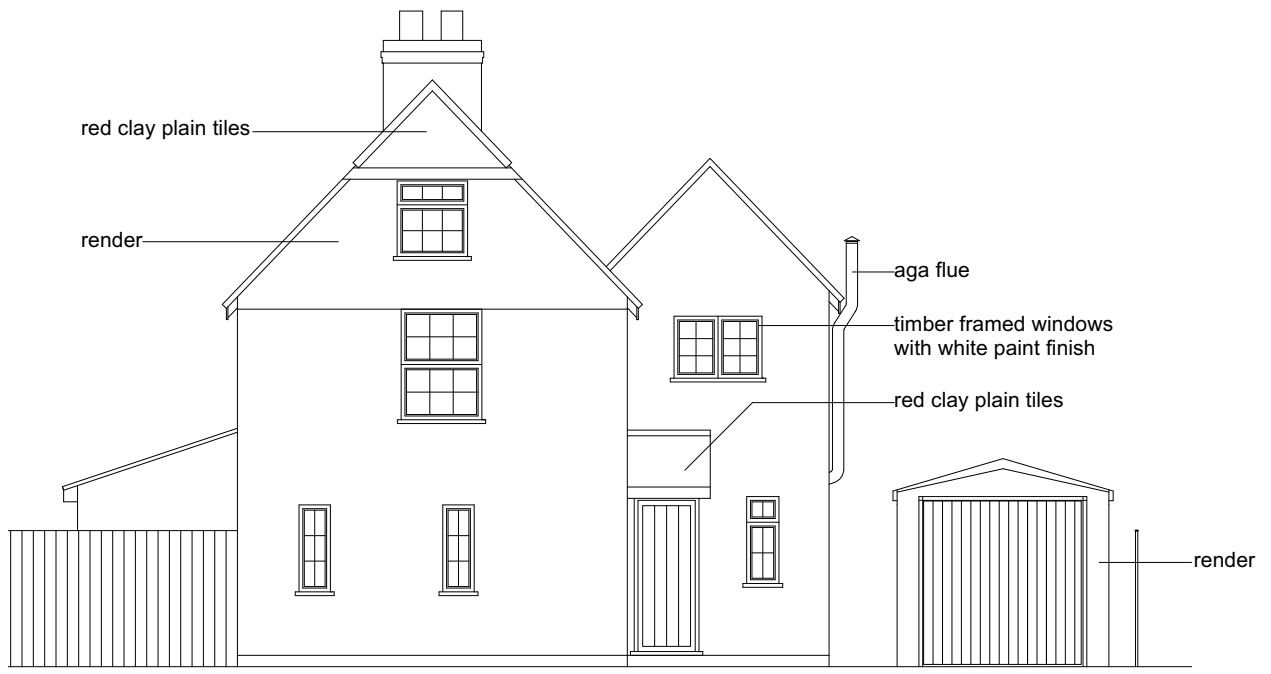 red clay plain tiles
render
aga flue
timber framed windows
with white paint finish
red clay plain tiles
render